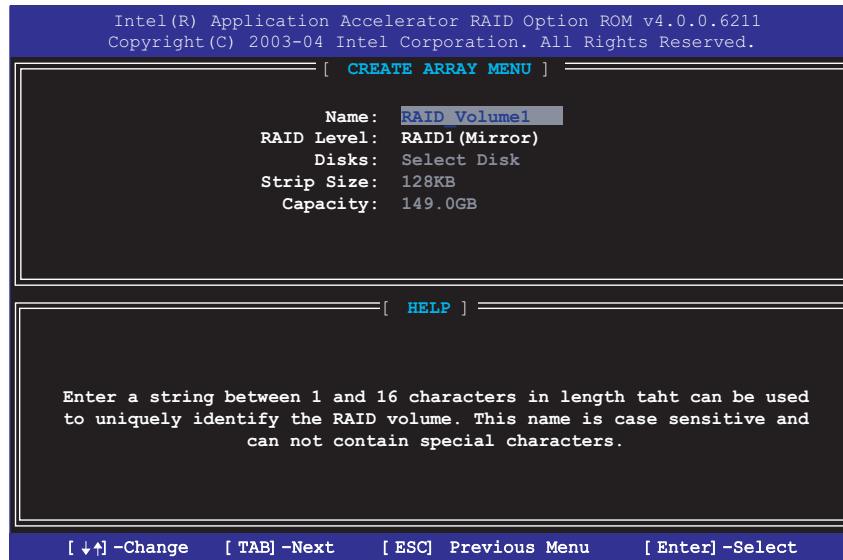 Intel(R) Application Accelerator RAID Option ROM v4.0.0.6211
Copyright(C) 2003-04 Intel Corporation. All Rights Reserved.
[ CREATE ARRAY MENU ]
Name: RAID_Volume1
RAID Level: RAID1(Mirror)
Disks: Select Disk
Strip Size: 128KB
Capacity: 149.0GB
[ HELP ]
Enter a string between 1 and 16 characters in length taht can be used
to uniquely identify the RAID volume. This name is case sensitive and
can not contain special characters.
[↓↑]-Change [TAB]-Next [ESC] Previous Menu [Enter]-Select